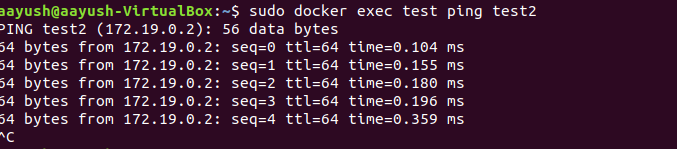 aayush@aayush-VirtualBox:~$ sudo docker exec test ping test2
PING test2 (172.19.0.2): 56 data bytes
64 bytes from 172.19.0.2: seq=0 ttl=64 time=0.104 ms
64 bytes from 172.19.0.2: seq=1 ttl=64 time=0.155 ms
64 bytes from 172.19.0.2: seq=2 ttl=64 time=0.180 ms
64 bytes from 172.19.0.2: seq=3 ttl=64 time=0.196 ms
64 bytes from 172.19.0.2: seq=4 ttl=64 time=0.359 ms
^C